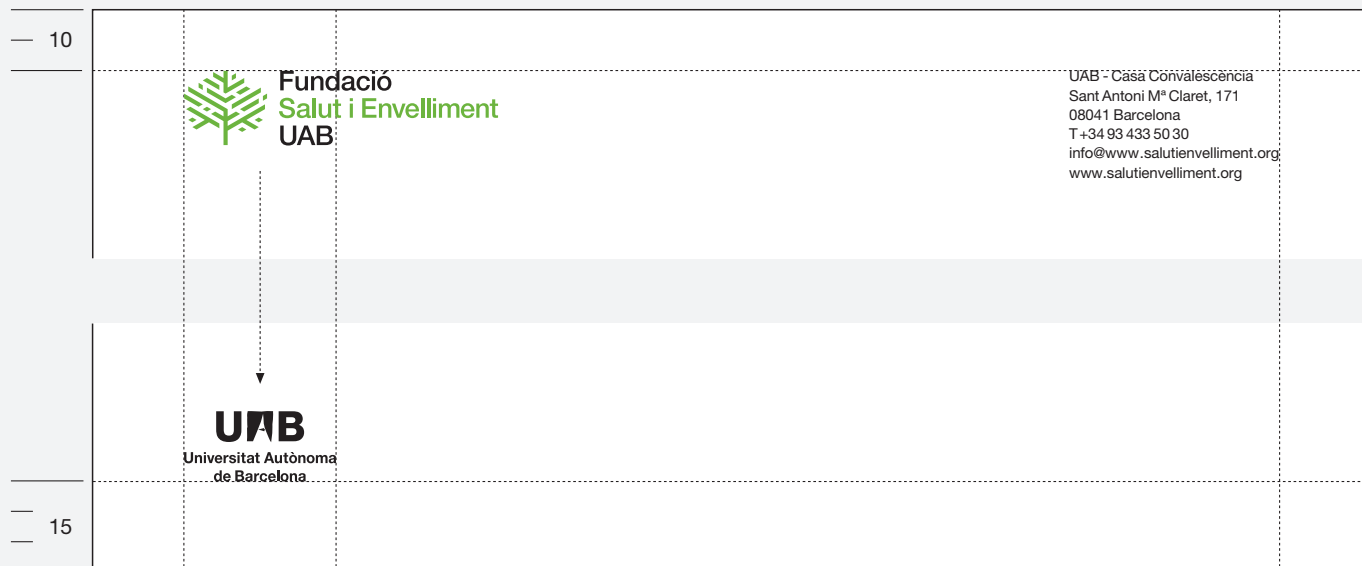 10
Fundació
Salut i Envelliment
UAB
UAB - Casa Convalescència
Sant Antoni Mª Claret, 171
08041 Barcelona
T +34 93 433 50 30
info@www.salutienvelliment.org
www.salutienvelliment.org
UAB
Universitat Autònoma
de Barcelona
15